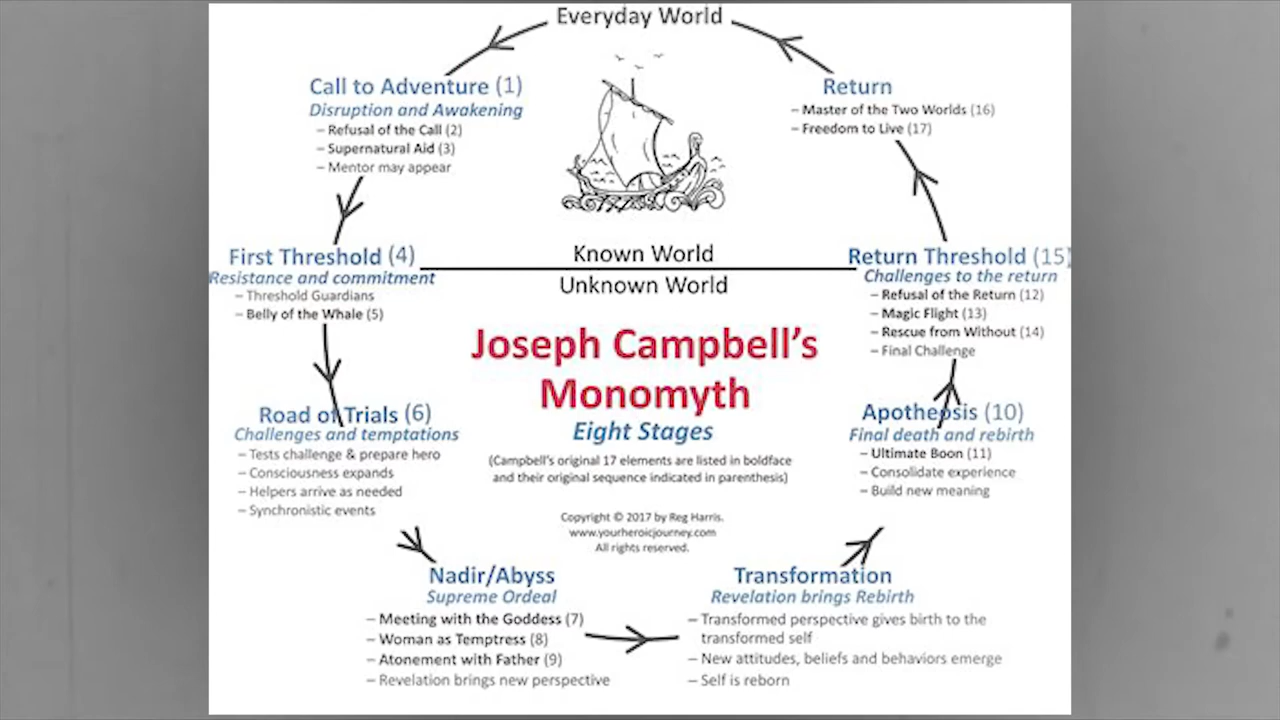 Everyday World
Call to Adventure (1)
Disruption and Awakening
– Refusal of the Call (2)
– Supernatural Aid (3)
– Mentor may appear
Return
– Master of the Two Worlds (16)
– Freedom to Live (17)
First Threshold (4)
Resistance and commitment
– Threshold Guardians
– Belly of the Whale (5)
Known World
Unknown World
Return Threshold (15)
Challenges to the return
– Refusal of the Return (12)
– Magic Flight (13)
– Rescue from Without (14)
– Final Challenge
Joseph Campbell's
Monomyth
Eight Stages
(Campbell's original 17 elements are listed in boldface
and their original sequence indicated in parenthesis)
Copyright © 2017 by Reg Harris.
www.yourheroicjourney.com
All rights reserved.
Road of Trials (6)
Challenges and temptations
– Tests challenge & prepare hero
– Consciousness expands
– Helpers arrive as needed
– Synchronistic events
Apotheosis (10)
Final death and rebirth
– Ultimate Boon (11)
– Consolidate experience
– Build new meaning
Nadir/Abyss
Supreme Ordeal
– Meeting with the Goddess (7)
– Woman as Temptress (8)
– Atonement with Father (9)
– Revelation brings new perspective
Transformation
Revelation brings Rebirth
– Transformed perspective gives birth to the
transformed self
– New attitudes, beliefs and behaviors emerge
– Self is reborn